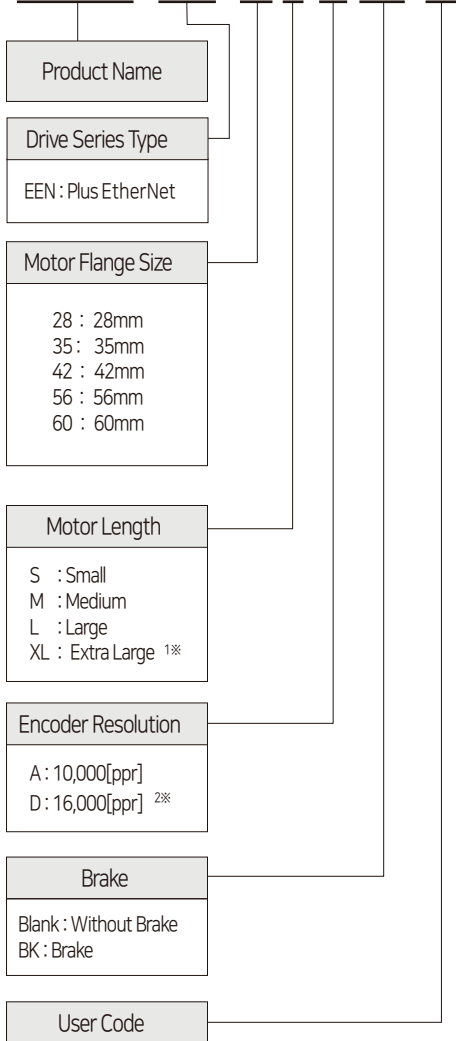 Product Name
Drive Series Type
EEN : Plus EtherNet
Motor Flange Size
28 : 28mm
35 : 35mm
42 : 42mm
56 : 56mm
60 : 60mm
Motor Length
S : Small
M : Medium
L : Large
XL : Extra Large 1※
Encoder Resolution
A : 10,000[ppr]
D : 16,000[ppr] 2※
Brake
Blank : Without Brake
BK : Brake
User Code